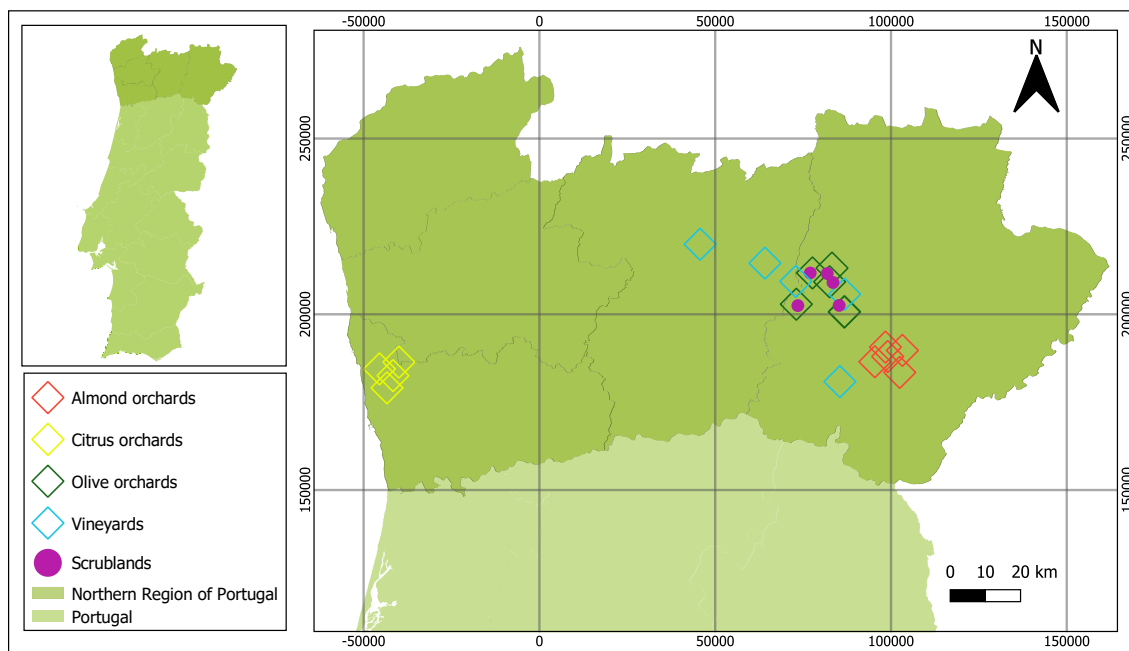 -50000 0 50000 100000 150000
N
250000 250000
200000 200000
150000 150000
Almond orchards
Citrus orchards
Olive orchards
Vineyards
Scrublands
Northern Region of Portugal
Portugal
0 10 20 km
-50000 0 50000 100000 150000